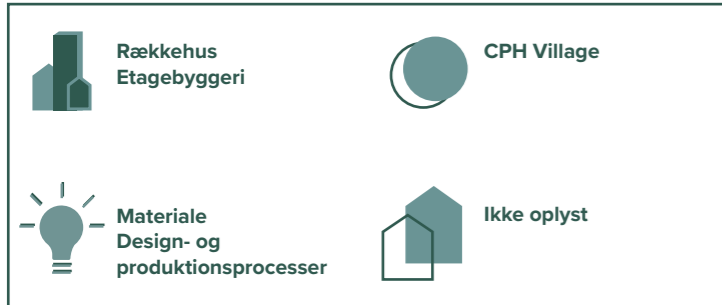 Rækkehus
Etagebyggeri
CPH Village
Materiale
Design- og
produktionsprocesser
Ikke oplyst